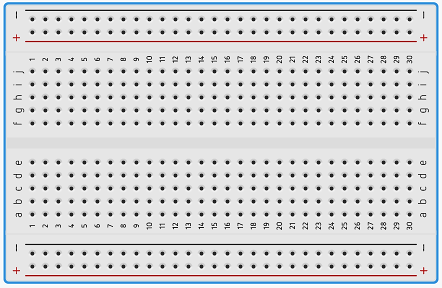 − −
+ +
1 2 3 4 5 6 7 8 9 10 11 12 13 14 15 16 17 18 19 20 21 22 23 24 25 26 27 28 29 30
j j
i i
h h
g g
f f
e e
d d
c c
b b
a a
1 2 3 4 5 6 7 8 9 10 11 12 13 14 15 16 17 18 19 20 21 22 23 24 25 26 27 28 29 30
− −
+ +